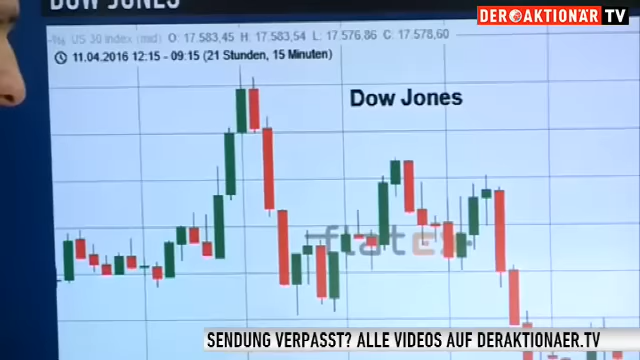 DOW JONES
DER AKTIONÄR TV
US 30 Index (md) O: 17.583,45 H: 17.583,54 L: 17.576,86 C: 17.578,60
11.04.2016 12:15 - 09:15 (21 Stunden, 15 Minuten)
Dow Jones
flatex
SENDUNG VERPASST? ALLE VIDEOS AUF DERAKTIONAER.TV